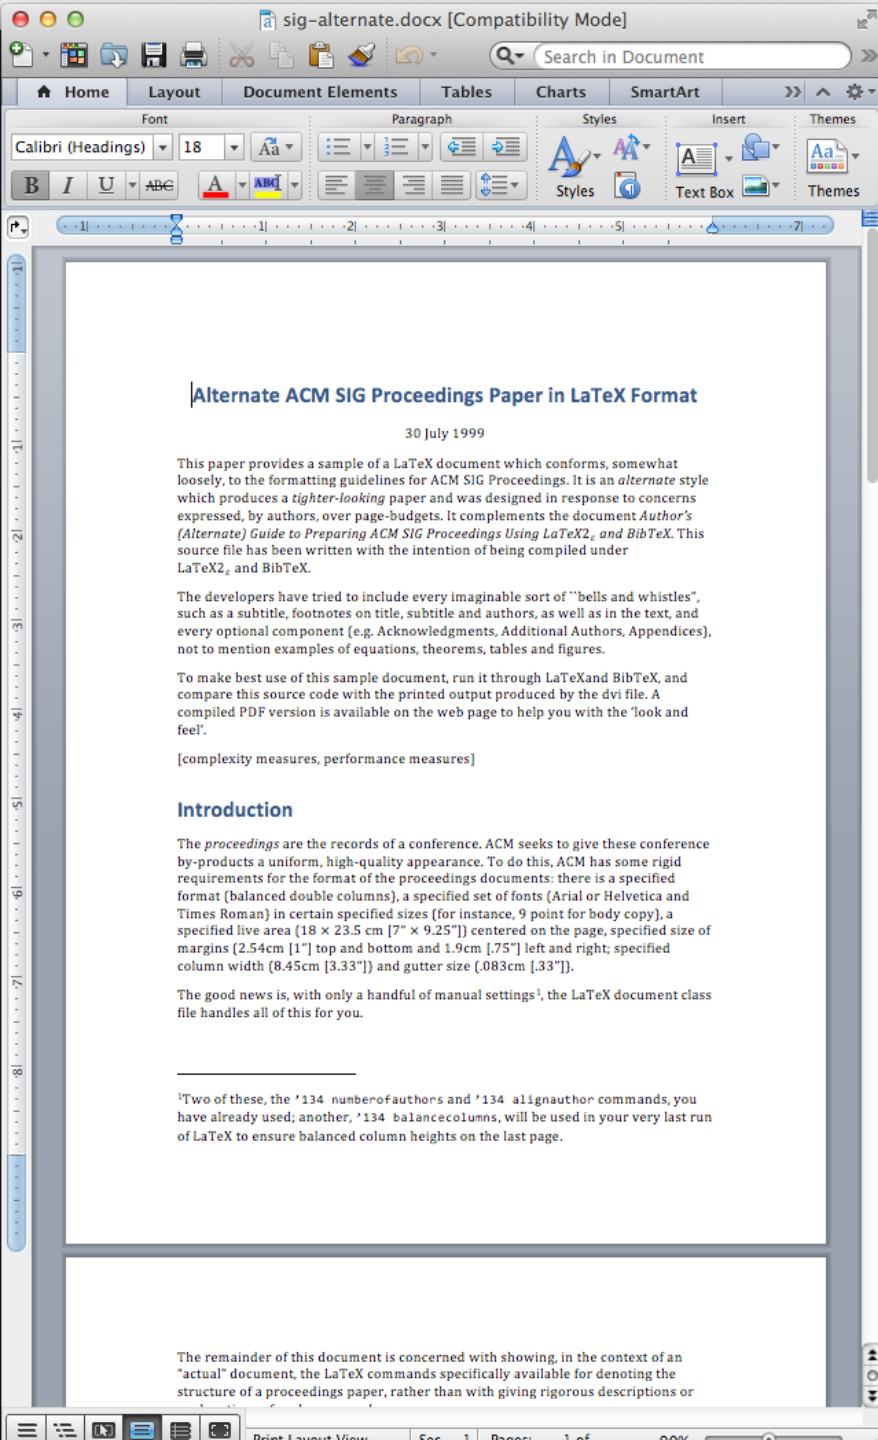 sig-alternate.docx [Compatibility Mode]
Search in Document
Home Layout Document Elements Tables Charts SmartArt
Font Paragraph Styles Insert Themes
Calibri (Headings) 18 Aa Aa
B I U ABC A ABC A Styles Text Box Themes
1 1 2 3 4 5 7
Alternate ACM SIG Proceedings Paper in LaTeX Format
30 July 1999
This paper provides a sample of a LaTeX document which conforms, somewhat
loosely, to the formatting guidelines for ACM SIG Proceedings. It is an alternate style
which produces a tighter-looking paper and was designed in response to concerns
expressed, by authors, over page-budgets. It complements the document Author's
(Alternate) Guide to Preparing ACM SIG Proceedings Using LaTeX2ε and BibTeX. This
source file has been written with the intention of being compiled under
LaTeX2ε and BibTeX.
The developers have tried to include every imaginable sort of ``bells and whistles",
such as a subtitle, footnotes on title, subtitle and authors, as well as in the text, and
every optional component (e.g. Acknowledgments, Additional Authors, Appendices),
not to mention examples of equations, theorems, tables and figures.
To make best use of this sample document, run it through LaTeXand BibTeX, and
compare this source code with the printed output produced by the dvi file. A
compiled PDF version is available on the web page to help you with the 'look and
feel'.
[complexity measures, performance measures]
Introduction
The proceedings are the records of a conference. ACM seeks to give these conference
by-products a uniform, high-quality appearance. To do this, ACM has some rigid
requirements for the format of the proceedings documents: there is a specified
format (balanced double columns), a specified set of fonts (Arial or Helvetica and
Times Roman) in certain specified sizes (for instance, 9 point for body copy), a
specified live area (18 × 23.5 cm [7" × 9.25"]) centered on the page, specified size of
margins (2.54cm [1"] top and bottom and 1.9cm [.75"] left and right; specified
column width (8.45cm [3.33"]) and gutter size (.083cm [.33"]).
The good news is, with only a handful of manual settings¹, the LaTeX document class
file handles all of this for you.
¹Two of these, the '134 numberofauthors and '134 alignauthor commands, you
have already used; another, '134 balancecolumns, will be used in your very last run
of LaTeX to ensure balanced column heights on the last page.
The remainder of this document is concerned with showing, in the context of an
"actual" document, the LaTeX commands specifically available for denoting the
structure of a proceedings paper, rather than with giving rigorous descriptions or
Print Layout View Sec 1 Pages: 1 of 90%